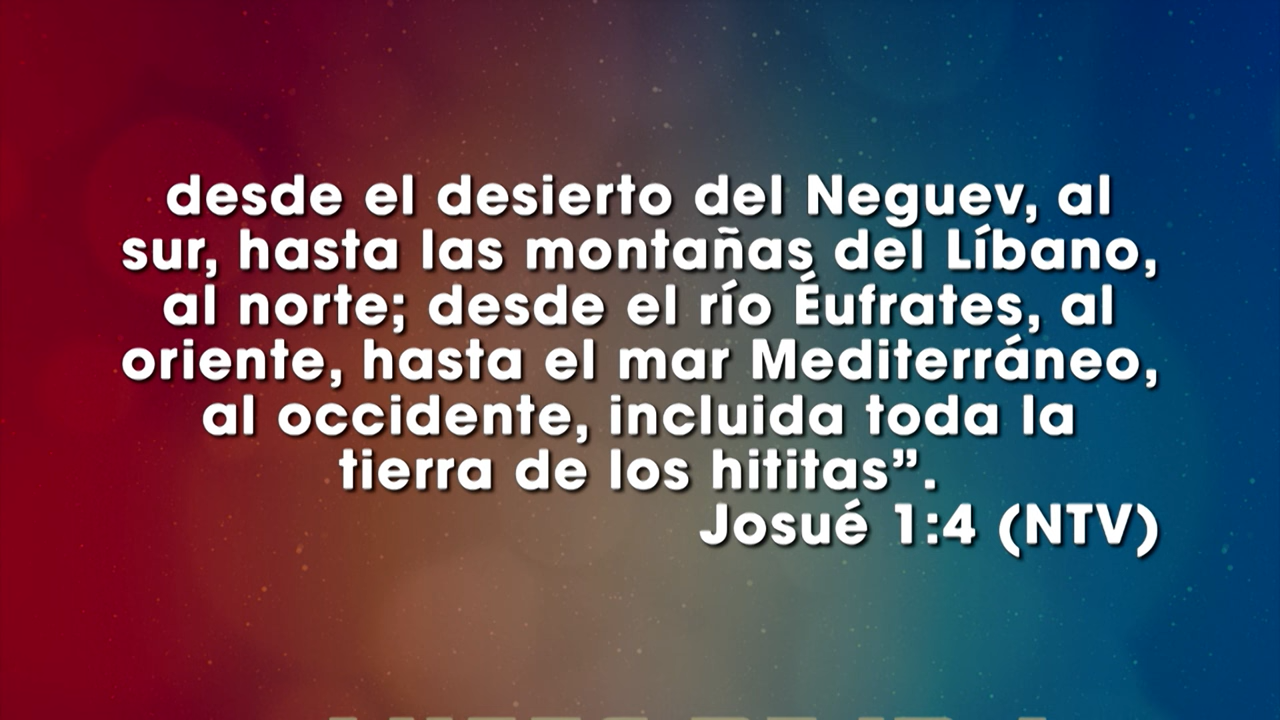 desde el desierto del Neguev, al
sur, hasta las montañas del Líbano,
al norte; desde el río Éufrates, al
oriente, hasta el mar Mediterráneo,
al occidente, incluida toda la
tierra de los hititas”.
Josué 1:4 (NTV)